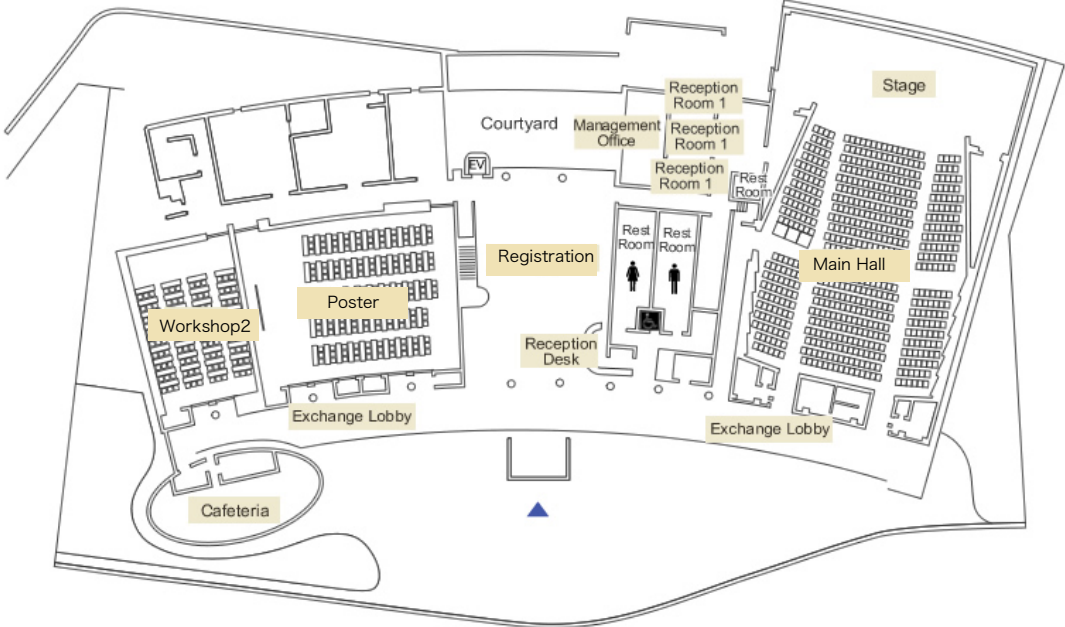 Stage
Reception
Room 1
Courtyard
Management
Office
Reception
Room 1
EV
Reception
Room 1
Rest
Room
Rest
Room
Rest
Room
Registration
Main Hall
Poster
Workshop2
Reception
Desk
Exchange Lobby
Exchange Lobby
Cafeteria